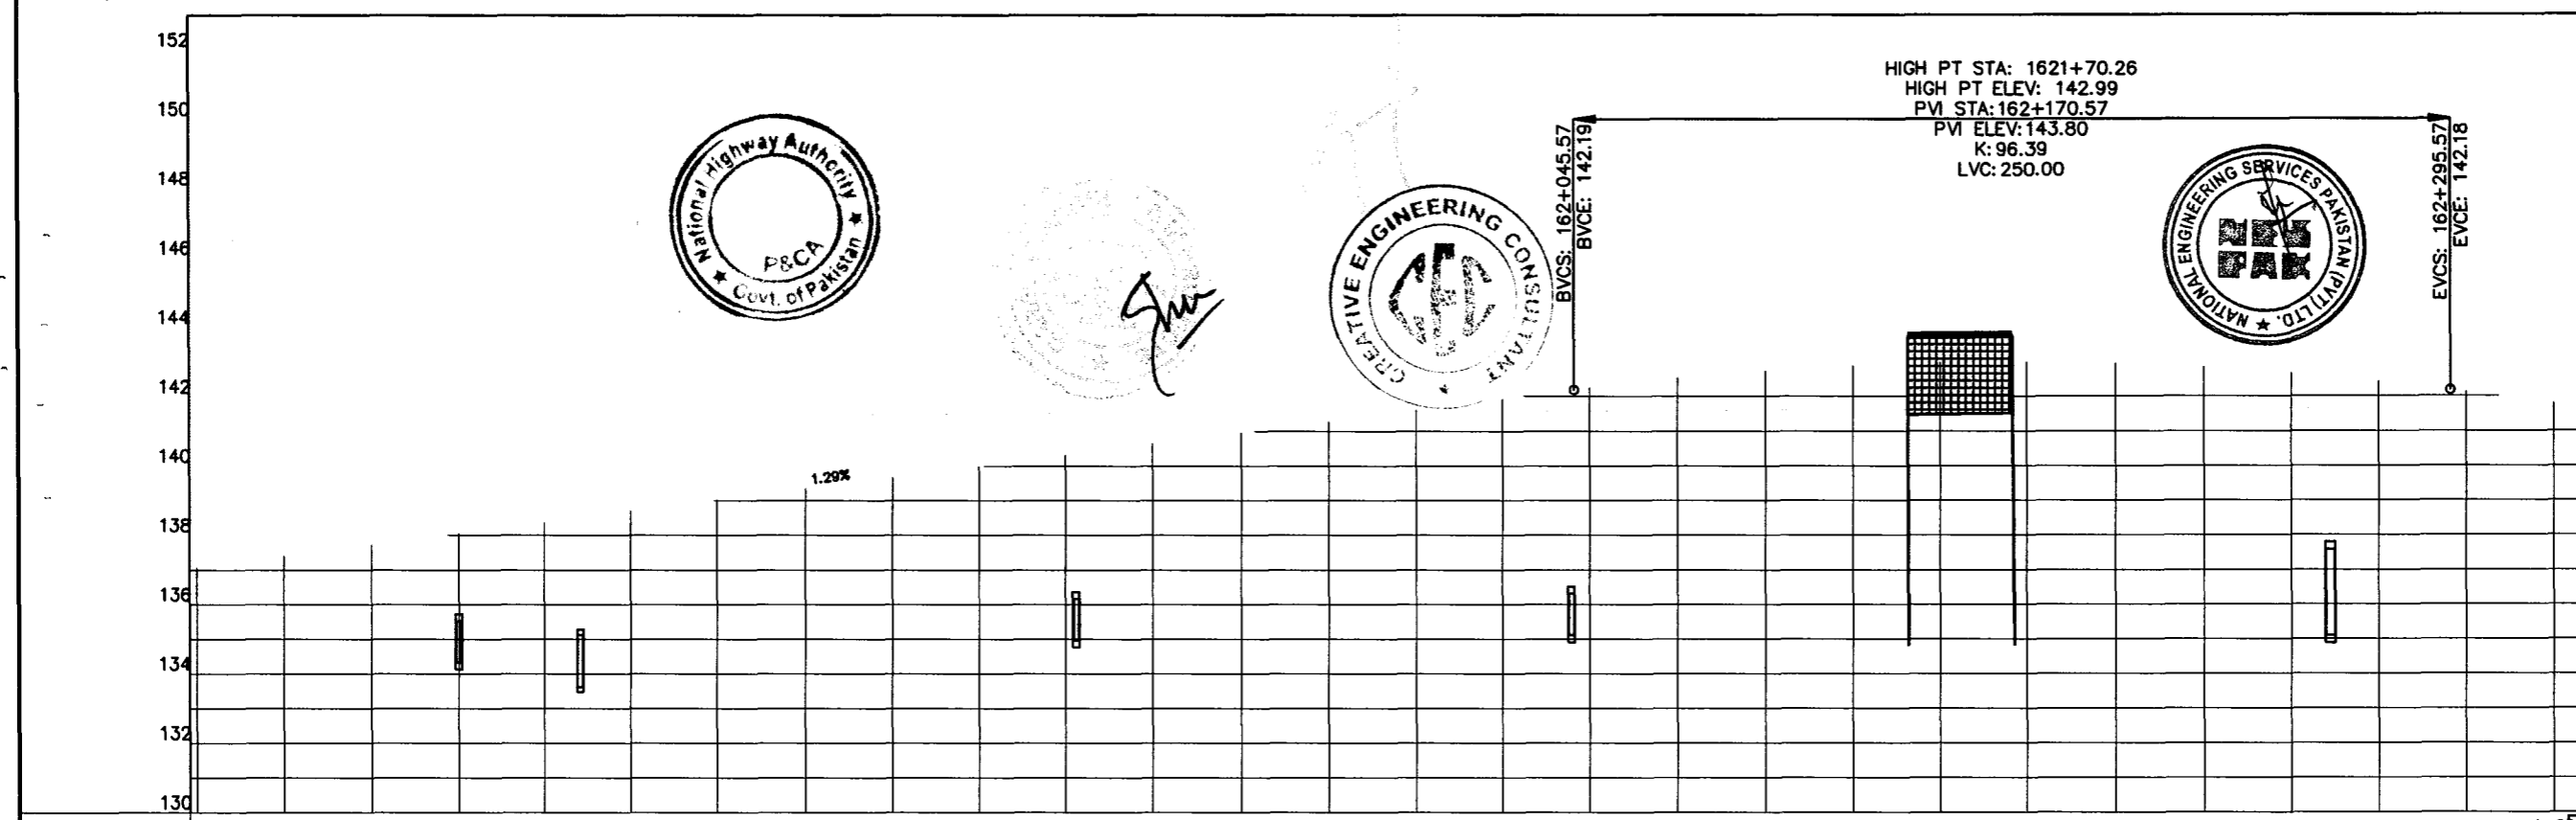 152
150
148
146
144
142
140
138
136
134
132
130
National Highway Authority
P&CA
Govt. of Pakistan
CREATIVE ENGINEERING CONSULTANT
1.29%
HIGH PT STA: 1621+70.26
HIGH PT ELEV: 142.99
PVI STA:162+170.57
PVI ELEV:143.80
K: 96.39
LVC: 250.00
BVCS: 162+045.57
BVCE: 142.19
NATIONAL ENGINEERING SERVICES PAKISTAN (PVT) LTD.
NES
PAK
EVCS: 162+295.57
EVCE: 142.18